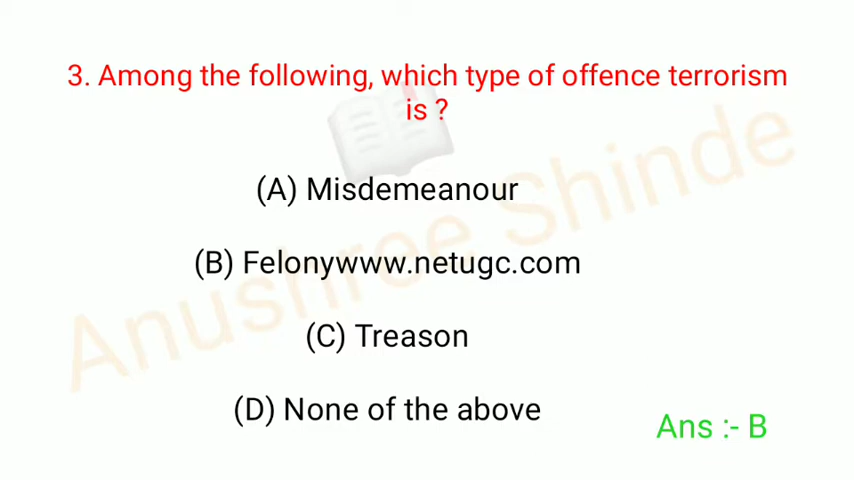 3. Among the following, which type of offence terrorism
is ?
(A) Misdemeanour
(B) Felonywww.netugc.com
(C) Treason
(D) None of the above
Ans :- B
Anushree Shinde